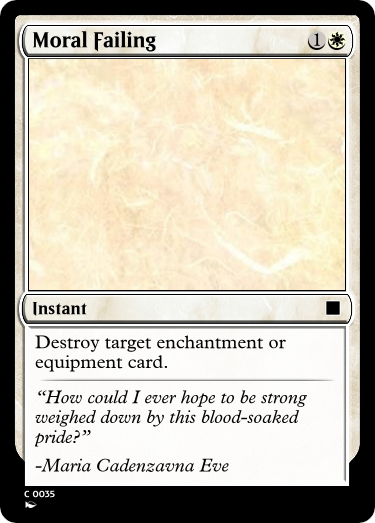 Moral Failing 1
Instant
Destroy target enchantment or
equipment card.
“How could I ever hope to be strong
weighed down by this blood-soaked
pride?”
-Maria Cadenzavna Eve
C 0035